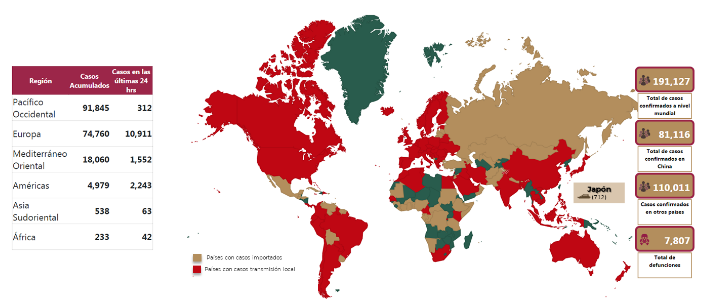 Región Casos Acumulados Casos en las últimas 24 hrs
Pacífico Occidental 91,845 312
Europa 74,760 10,911
Mediterráneo Oriental 18,060 1,552
Américas 4,979 2,243
Asia Sudoriental 538 63
África 233 42
Países con casos importados
Países con casos transmisión local
Japón
(712)
191,127
Total de casos
confirmados a nivel
mundial
81,116
Total de casos
confirmados en
China
110,011
Casos confirmados
en otros países
7,807
Total de
defunciones